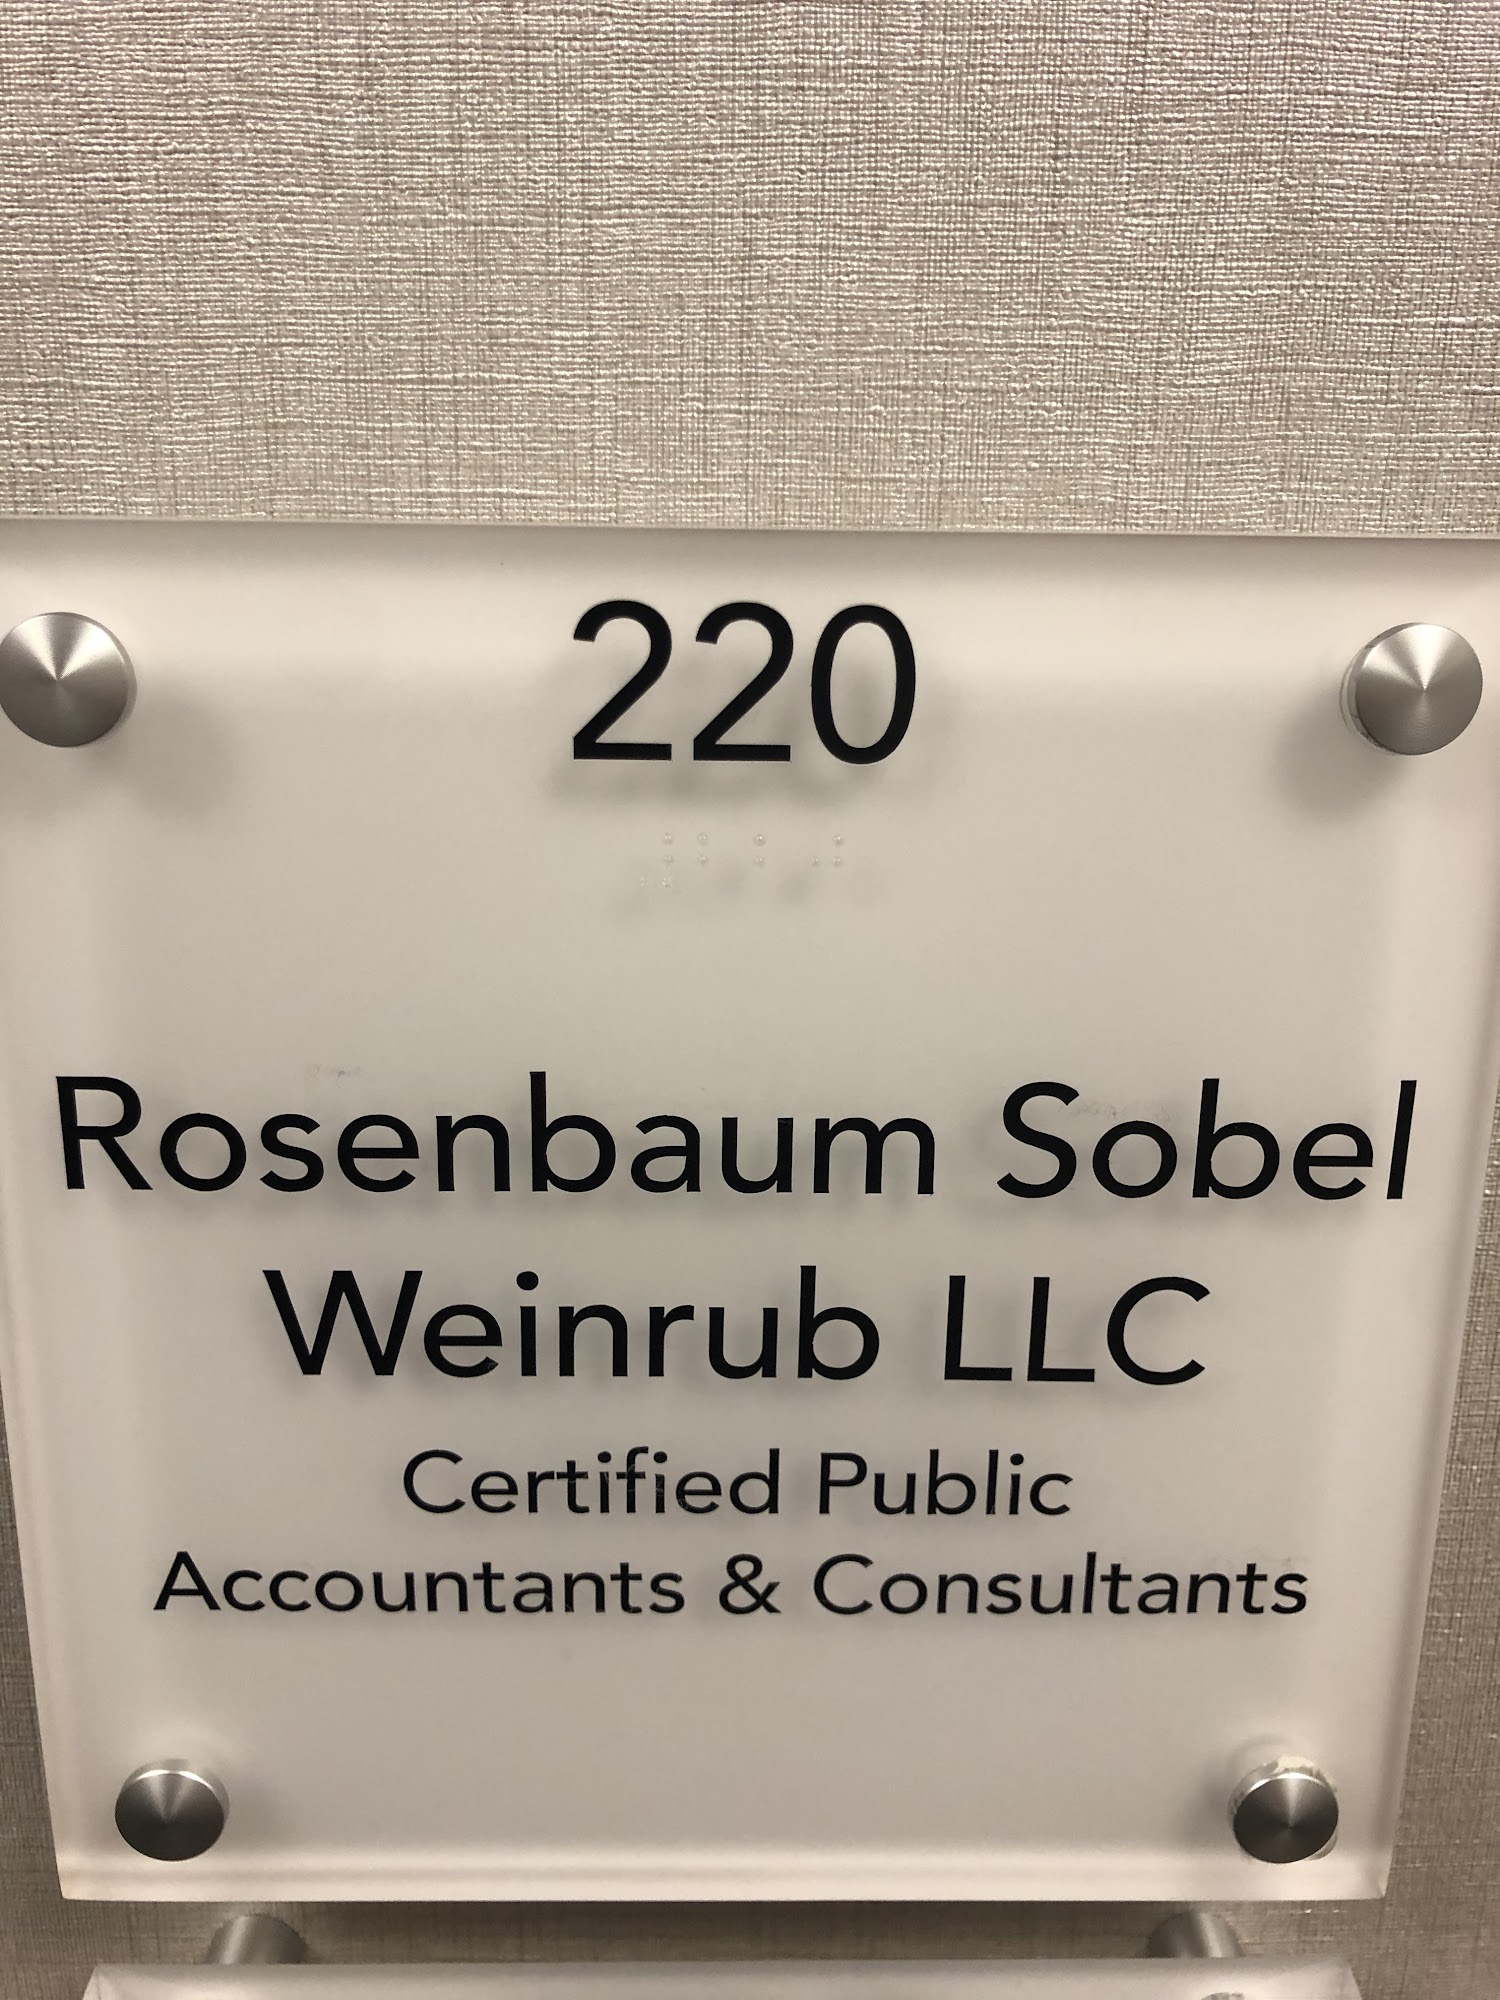 220
Rosenbaum Sobel
Weinrub LLC
Certified Public
Accountants & Consultants